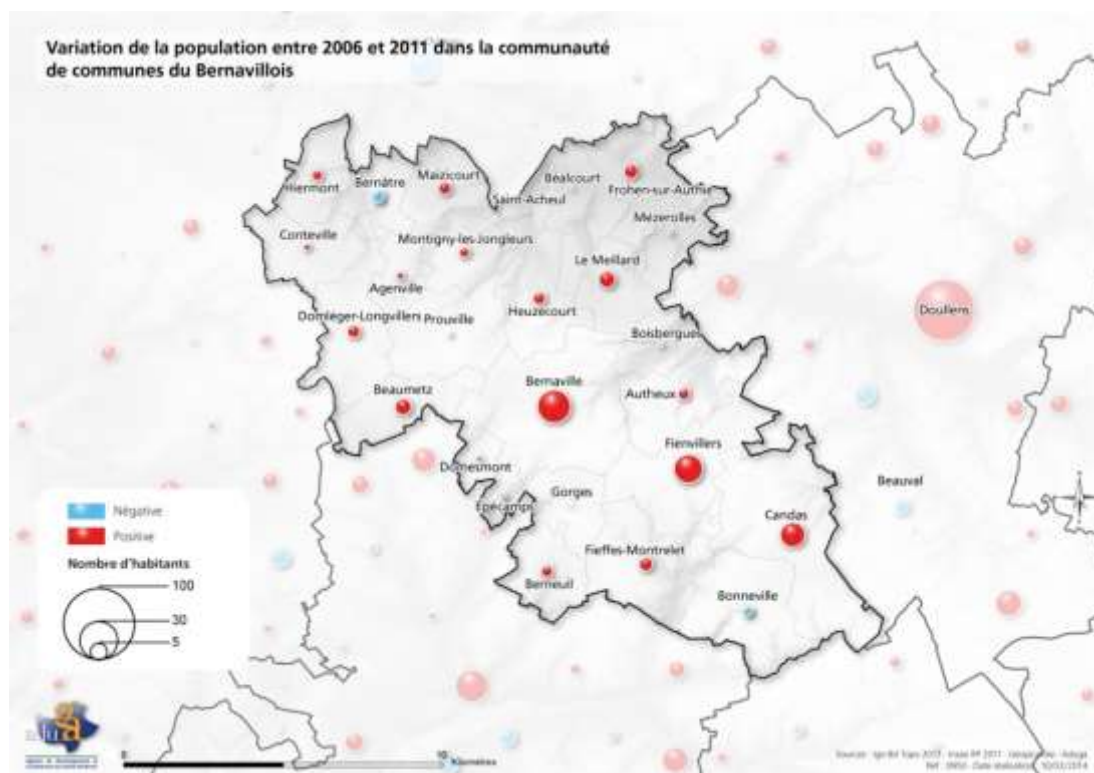 Variation de la population entre 2006 et 2011 dans la communauté
de communes du Bernavillois
Hiermont
Bernâtre
Maizicourt
Saint-Acheul
Béalcourt
Frohen-sur-Authie
Mézerolles
Conteville
Montigny-les-Jongleurs
Le Meillard
Agenville
Heuzecourt
Domléger-Longvillers
Prouville
Boisbergues
Doullens
Beaumetz
Bernaville
Autheux
Fienvillers
Domesmont
Gorges
Epécamps
Beauval
Candas
Fieffes-Montrelet
Berneuil
Bonneville
Négative
Positive
Nombre d'habitants
100
30
5
0
10
Kilomètres